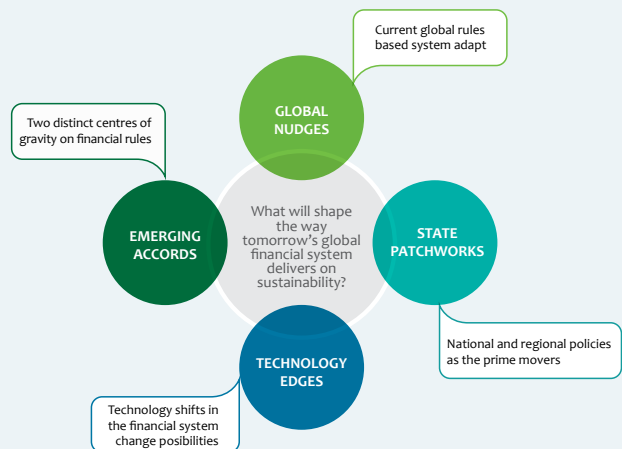 Current global rules
based system adapt
GLOBAL
NUDGES
Two distinct centres of
gravity on financial rules
EMERGING
ACCORDS
What will shape
the way
tomorrow's global
financial system
delivers on
sustainability?
STATE
PATCHWORKS
National and regional policies
as the prime movers
TECHNOLOGY
EDGES
Technology shifts in
the financial system
change posibilities